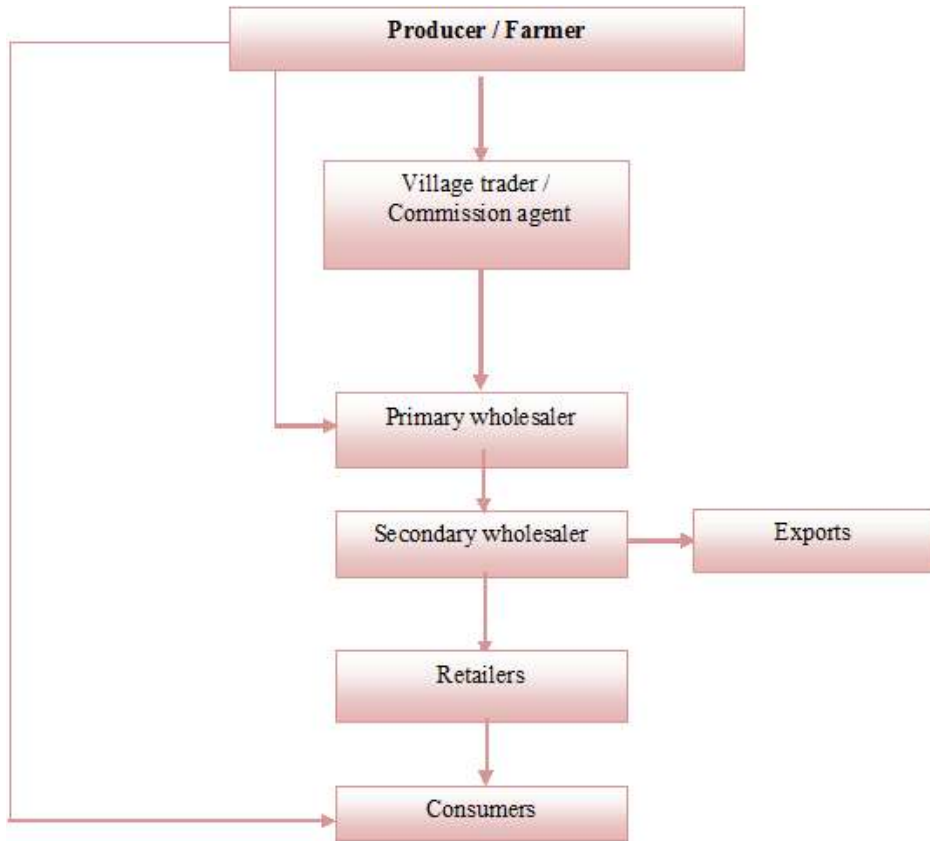 Producer / Farmer
Village trader /
Commission agent
Primary wholesaler
Secondary wholesaler
Exports
Retailers
Consumers